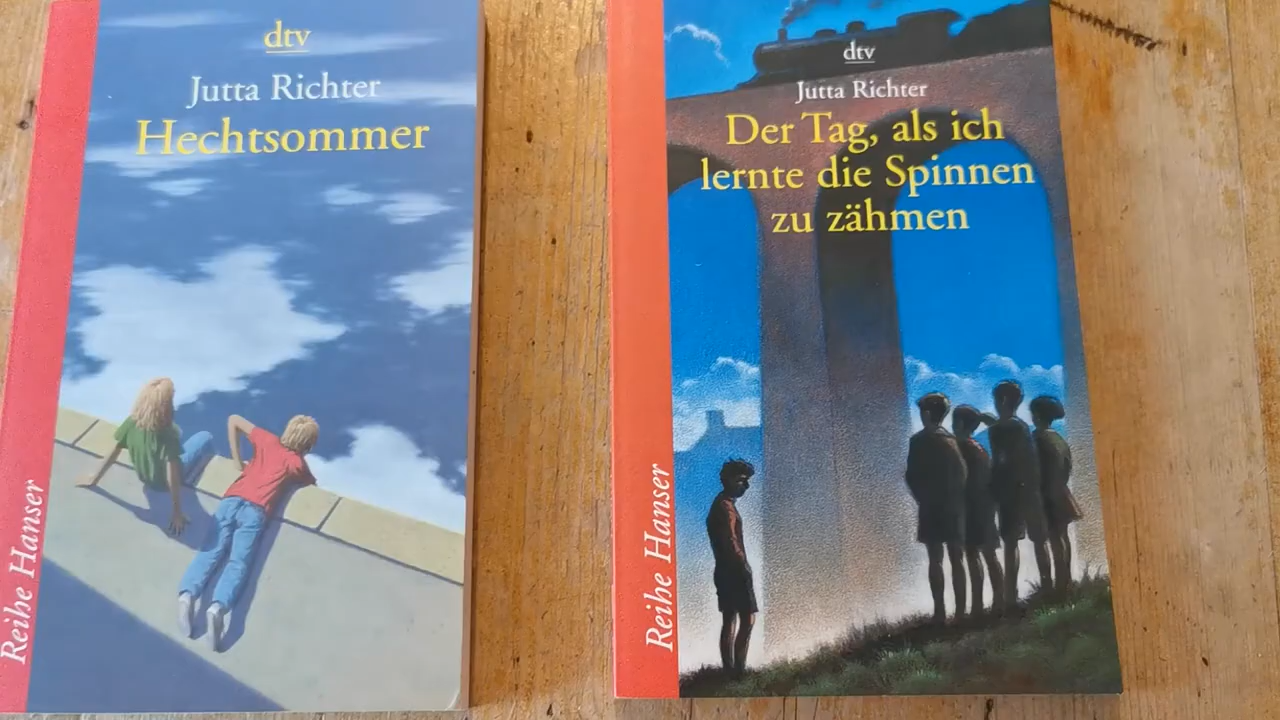 dtv
Jutta Richter
Hechtsommer
Reihe Hanser
dtv
Jutta Richter
Der Tag, als ich
lernte die Spinnen
zu zähmen
Reihe Hanser